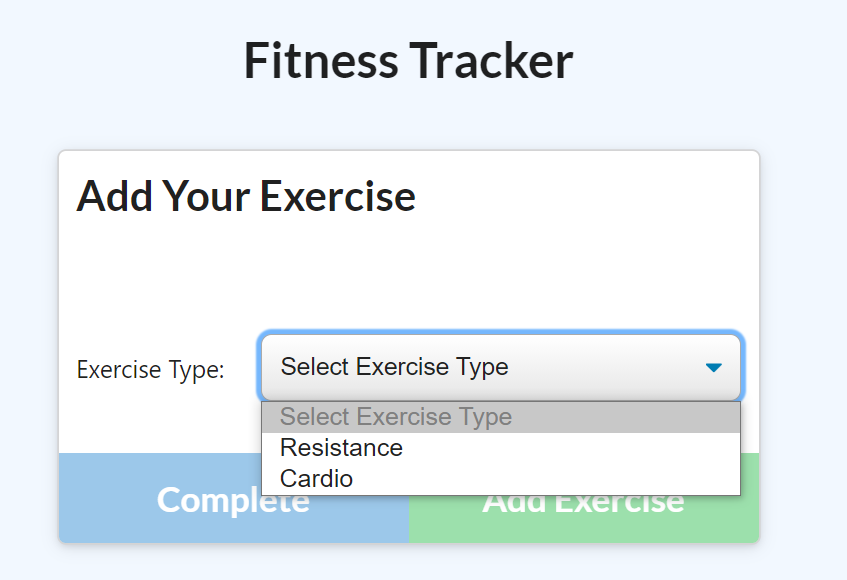 Fitness Tracker
Add Your Exercise
Exercise Type: Select Exercise Type
Select Exercise Type
Resistance
Cardio
Complete Add Exercise